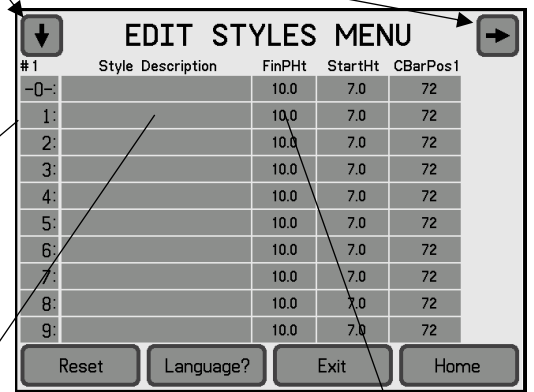 EDIT STYLES MENU
#1 Style Description FinPHt StartHt CBarPos1
-0-: 10.0 7.0 72
1: 10.0 7.0 72
2: 10.0 7.0 72
3: 10.0 7.0 72
4: 10.0 7.0 72
5: 10.0 7.0 72
6: 10.0 7.0 72
7: 10.0 7.0 72
8: 10.0 7.0 72
9: 10.0 7.0 72
Reset Language? Exit Home